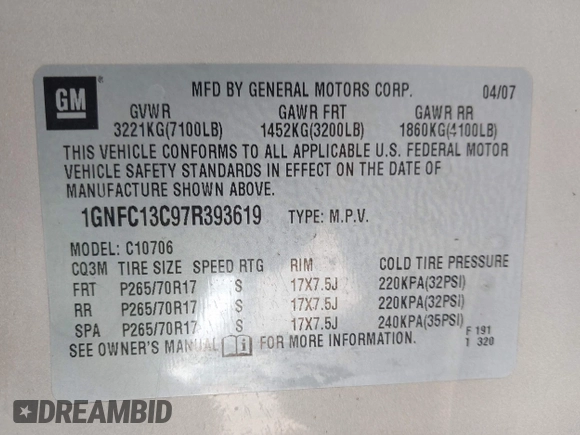 GM
MFD BY GENERAL MOTORS CORP. 04/07
GVWR GAWR FRT GAWR RR
3221KG(7100LB) 1452KG(3200LB) 1860KG(4100LB)
THIS VEHICLE CONFORMS TO ALL APPLICABLE U.S. FEDERAL MOTOR
VEHICLE SAFETY STANDARDS IN EFFECT ON THE DATE OF
MANUFACTURE SHOWN ABOVE.
1GNFC13C97R393619 TYPE: M.P.V.
MODEL: C10706
CQ3M TIRE SIZE SPEED RTG RIM COLD TIRE PRESSURE
FRT P265/70R17 S 17X7.5J 220KPA(32PSI)
RR P265/70R17 S 17X7.5J 220KPA(32PSI)
SPA P265/70R17 S 17X7.5J 240KPA(35PSI)
SEE OWNER'S MANUAL FOR MORE INFORMATION.
F 191
1 320
DREAMBID